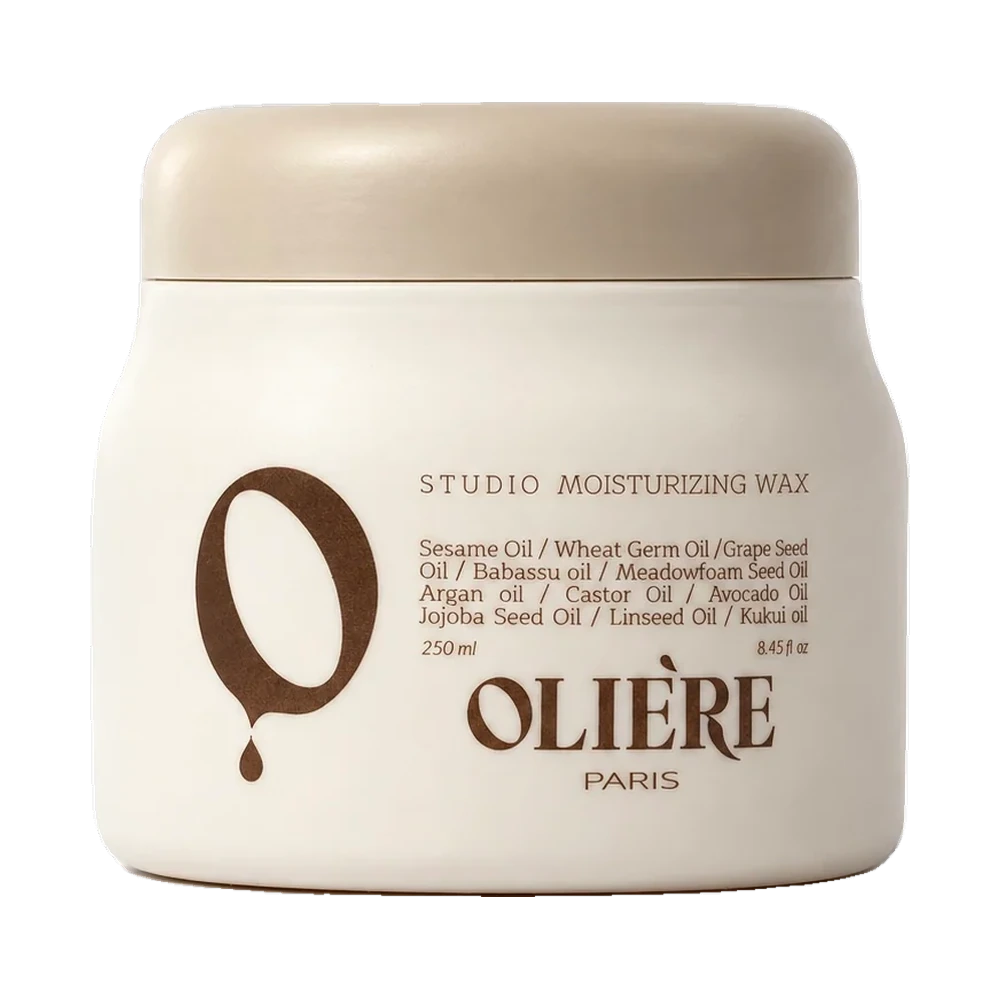 STUDIO MOISTURIZING WAX
Sesame Oil / Wheat Germ Oil /Grape Seed
Oil / Babassu oil / Meadowfoam Seed Oil
Argan oil / Castor Oil / Avocado Oil
Jojoba Seed Oil / Linseed Oil / Kukui oil
250 ml 8.45 fl oz
O
OLIÈRE
PARIS